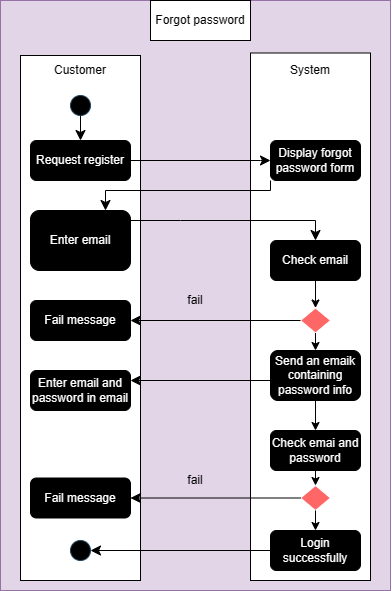 Forgot password
Customer
System
Request register
Display forgot
password form
Enter email
Check email
fail
Fail message
Send an emaik
containing
password info
Enter email and
password in email
Check emai and
password
fail
Fail message
Login
successfully